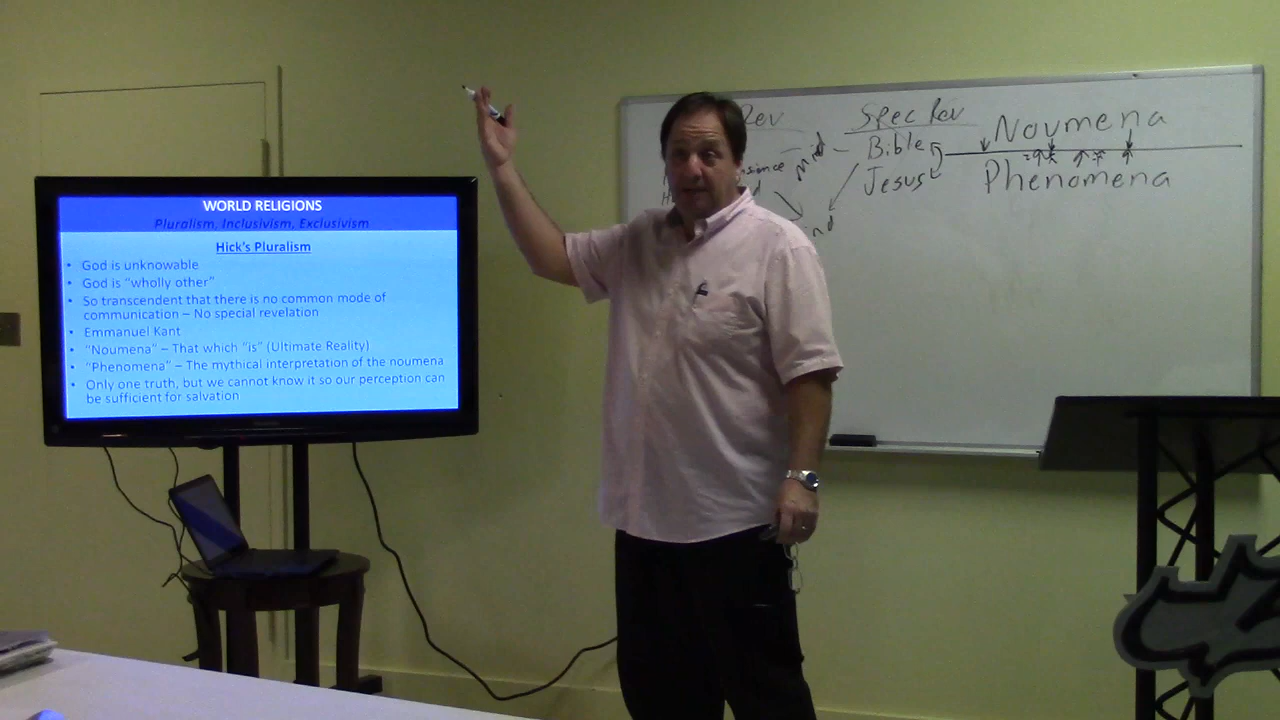 WORLD RELIGIONS
Pluralism, Inclusivism, Exclusivism
Hick's Pluralism
• God is unknowable
• God is "wholly other"
• So transcendent that there is no common mode of
communication – No special revelation
• Emmanuel Kant
• "Noumena" – That which "is" (Ultimate Reality)
• "Phenomena" – The mythical interpretation of the noumena
• Only one truth, but we cannot know it so our perception can
be sufficient for salvation
Rev
mind
Spec Rev
Bible
Jesus
Noumena
Phenomena